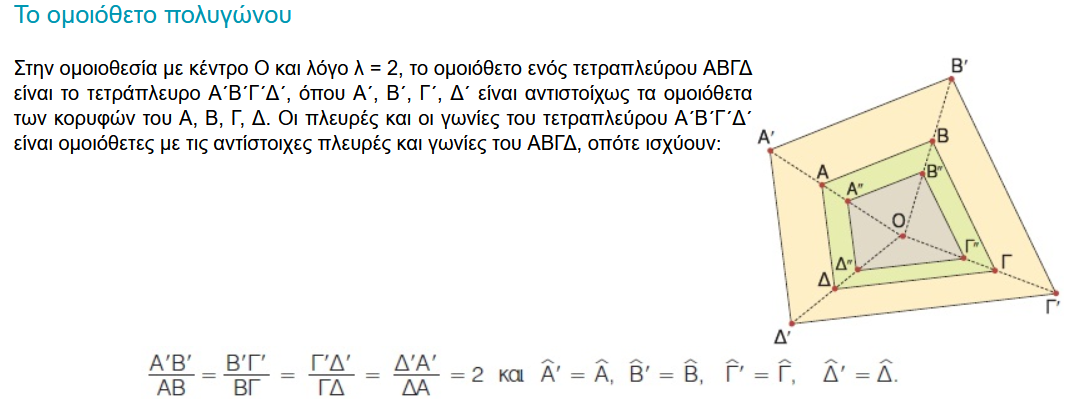 Το ομοιόθετο πολυγώνου
Στην ομοιοθεσία με κέντρο Ο και λόγο λ = 2, το ομοιόθετο ενός τετραπλεύρου ΑΒΓΔ
είναι το τετράπλευρο Α΄Β΄Γ΄Δ΄, όπου Α΄, Β΄, Γ΄, Δ΄ είναι αντιστοίχως τα ομοιόθετα
των κορυφών του Α, Β, Γ, Δ. Οι πλευρές και οι γωνίες του τετραπλεύρου Α΄Β΄Γ΄Δ΄
είναι ομοιόθετες με τις αντίστοιχες πλευρές και γωνίες του ΑΒΓΔ, οπότε ισχύουν:
Β′
Α′
Β
Α
Β″
Α″
Ο
Γ″
Γ
Δ″
Δ
Γ′
Δ′
Α′Β′/ΑΒ = Β′Γ′/ΒΓ = Γ′Δ′/ΓΔ = Δ′Α′/ΔΑ = 2 και Α̂′ = Α̂, Β̂′ = Β̂, Γ̂′ = Γ̂, Δ̂′ = Δ̂.